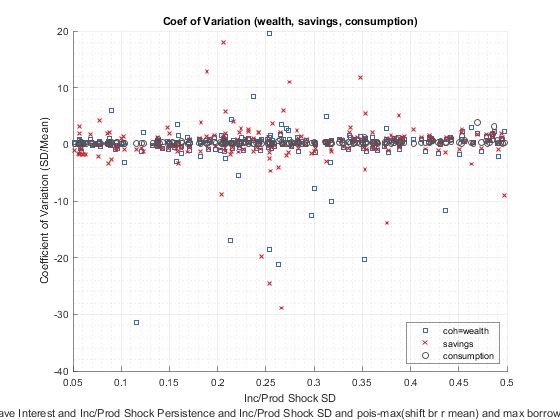 Coef of Variation (wealth, savings, consumption)
20
10
0
-10
-20
-30
-40
Coefficient of Variation (SD/Mean)
coh=wealth
savings
consumption
0.05 0.1 0.15 0.2 0.25 0.3 0.35 0.4 0.45 0.5
Inc/Prod Shock SD
ave Interest and Inc/Prod Shock Persistence and Inc/Prod Shock SD and pois-max(shift br r mean) and max borrow